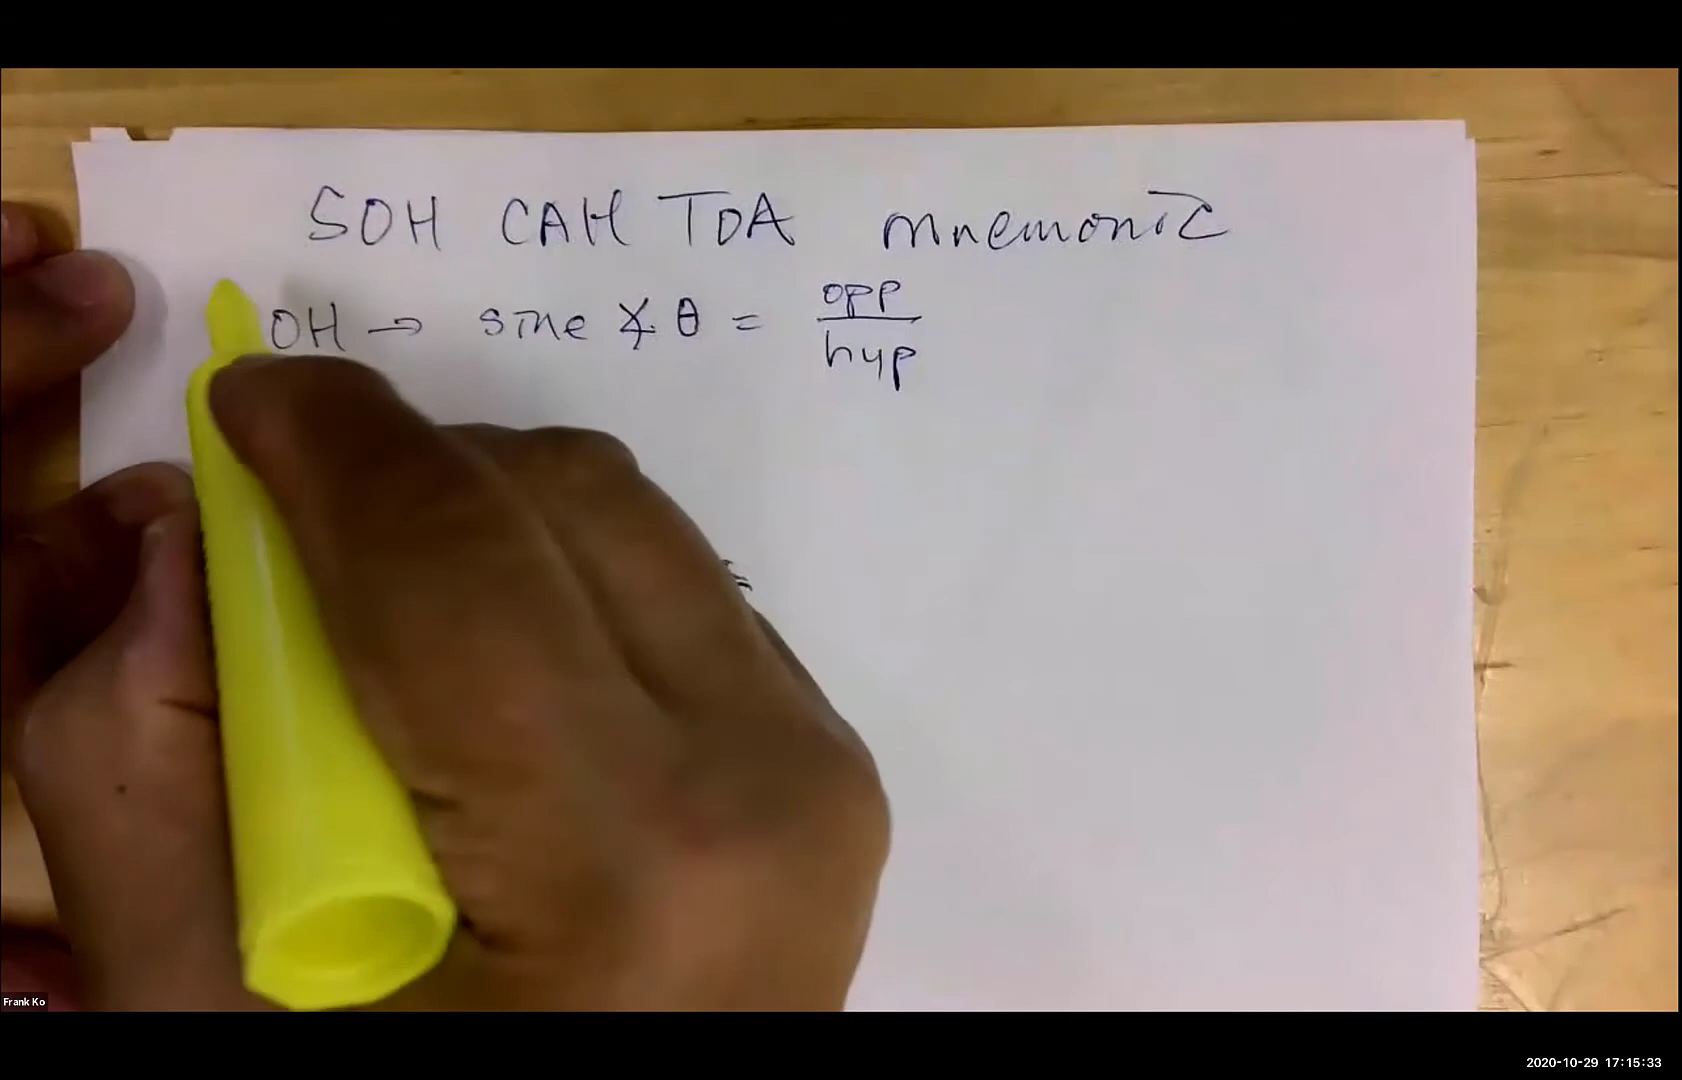 SOH CAH TOA mnemonic
OH → sine ∡ θ = opp/hyp
=
Frank Ko
2020-10-29 17:15:33